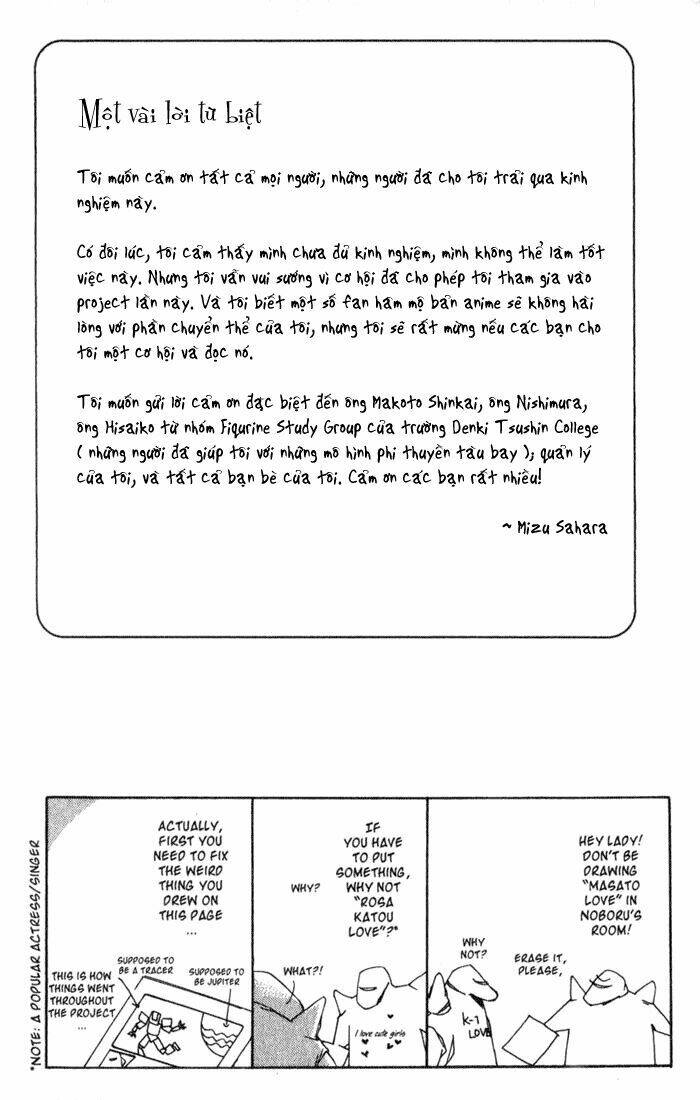 Một vài lời từ biệt
Tôi muốn cảm ơn tất cả mọi người, những người đã cho tôi trải qua kinh
nghiệm này.
Có đôi lúc, tôi cảm thấy mình chưa đủ kinh nghiệm, mình không thể làm tốt
việc này. Nhưng tôi vẫn vui sướng vì cơ hội đã cho phép tôi tham gia vào
project lần này. Và tôi biết một số fan hâm mộ bản anime sẽ không hài
lòng với phần chuyển thể của tôi, nhưng tôi sẽ rất mừng nếu các bạn cho
tôi một cơ hội và đọc nó.
Tôi muốn gửi lời cảm ơn đặc biệt đến ông Makoto Shinkai, ông Nishimura,
ông Hisaiko từ nhóm Fiqurine Study Group của trường Denki Tsushin College
( những người đã giúp tôi với những mô hình phi thuyền tàu bay ); quản lý
của tôi, và tất cả bạn bè của tôi. Cảm ơn các bạn rất nhiều!
~ Mizu Sahara
HEY LADY!
DON'T BE
DRAWING
"MASATO
LOVE" IN
NOBORU'S
ROOM!
ERASE IT,
PLEASE,
WHY
NOT?
K-1
LOVE
IF
YOU HAVE
TO PUT
SOMETHING,
WHY NOT
"ROSA
KATOU
LOVE"?*
WHY?
WHAT?!
I love cute girls
ACTUALLY,
FIRST YOU
NEED TO FIX
THE WEIRD
THING YOU
DREW ON
THIS PAGE
...
SUPPOSED TO
BE JUPITER
SUPPOSED TO
BE A TRACER
THIS IS HOW
THINGS WENT
THROUGHOUT
THE PROJECT
...
*NOTE: A POPULAR ACTRESS/SINGER